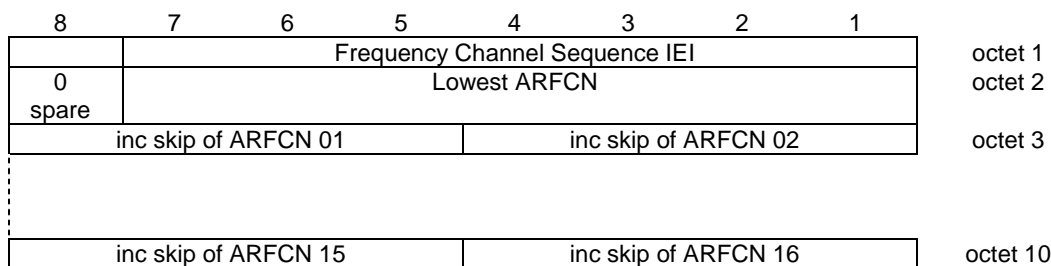 8 7 6 5 4 3 2 1
Frequency Channel Sequence IEI octet 1
0 Lowest ARFCN octet 2
spare
inc skip of ARFCN 01 inc skip of ARFCN 02 octet 3
inc skip of ARFCN 15 inc skip of ARFCN 16 octet 10